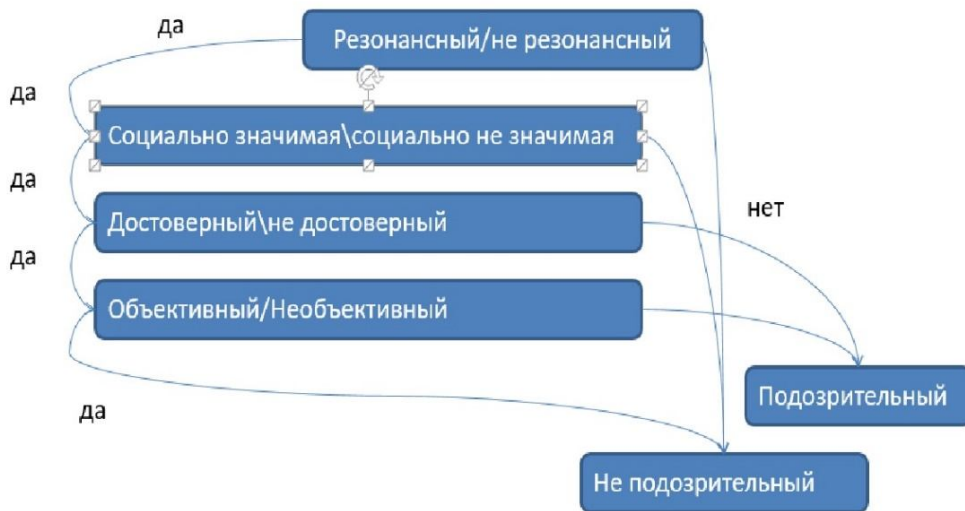 да
Резонансный/не резонансный
да
Социально значимая\социально не значимая
да
Достоверный\не достоверный
нет
да
Объективный/Необъективный
Подозрительный
да
Не подозрительный